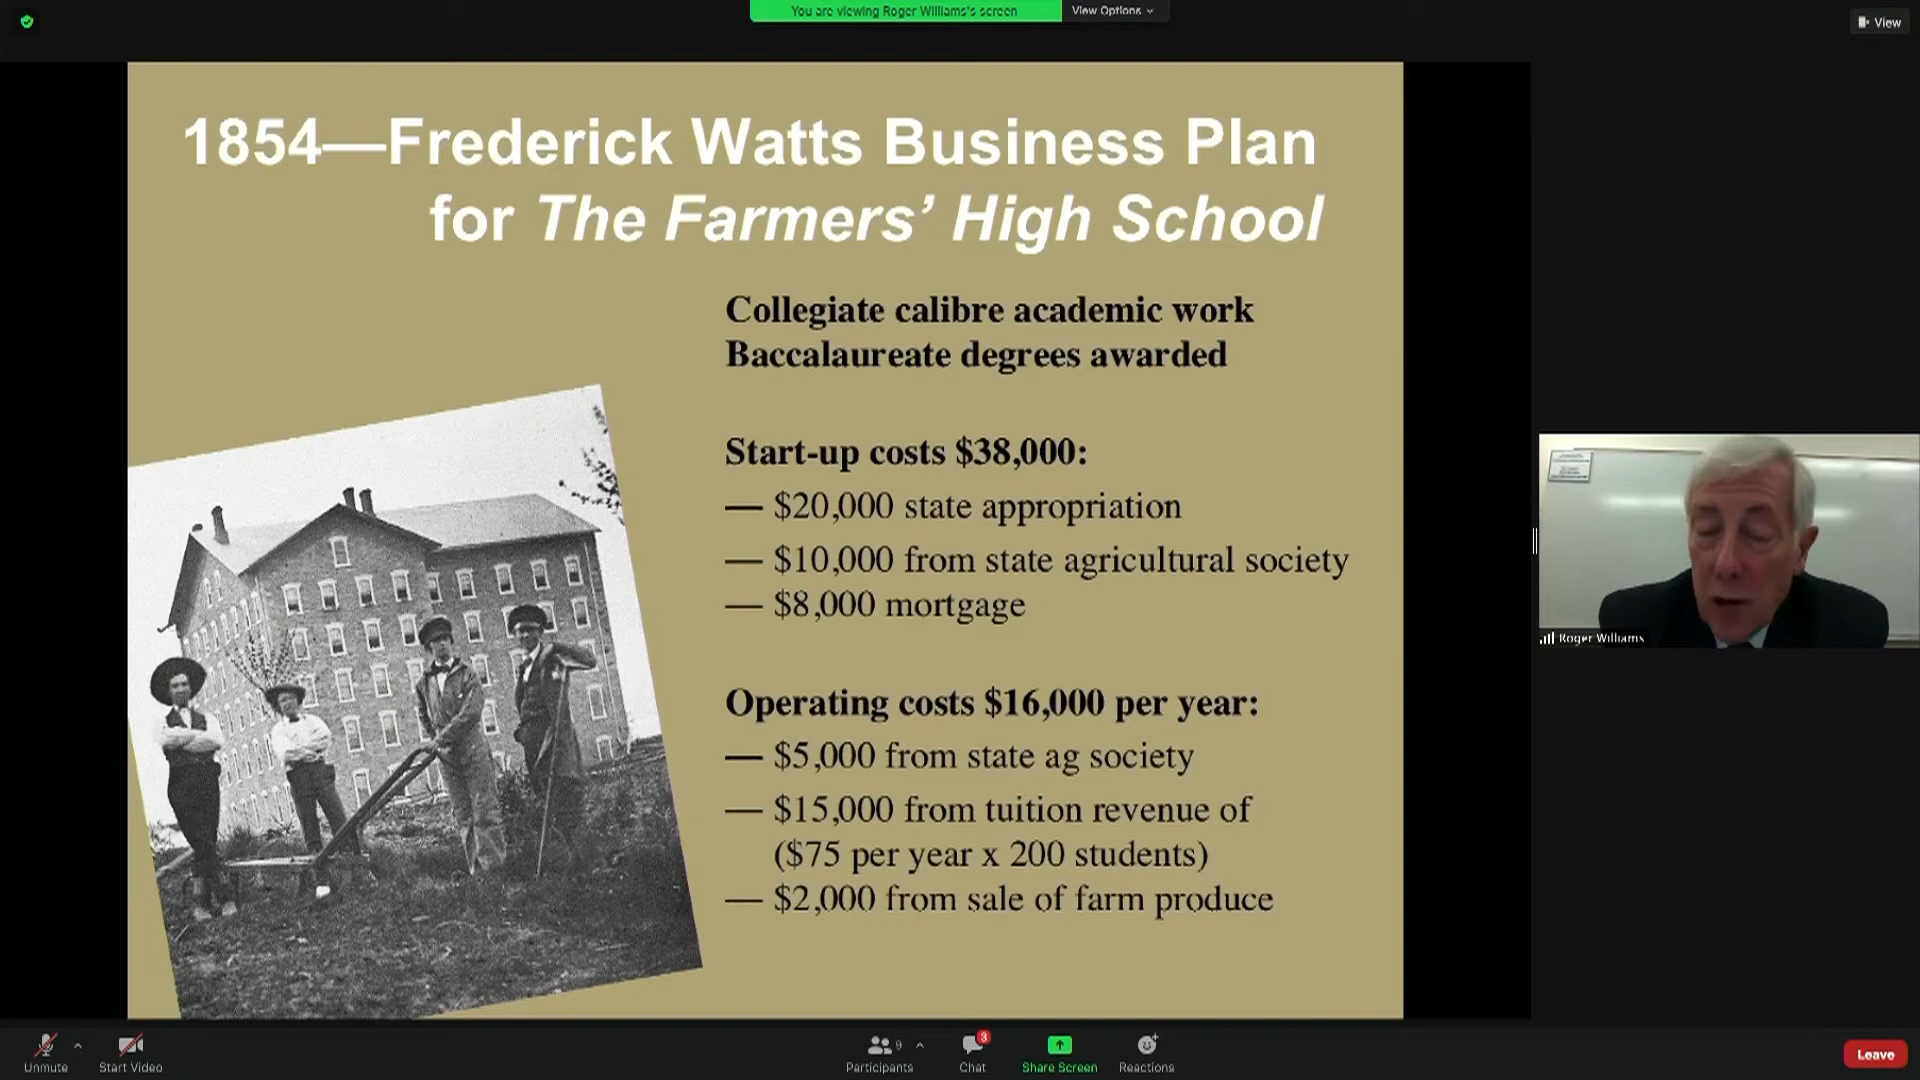 You are viewing Roger Williams's screen
View Options
View
1854—Frederick Watts Business Plan
for The Farmers' High School
Collegiate calibre academic work
Baccalaureate degrees awarded
Start-up costs $38,000:
— $20,000 state appropriation
— $10,000 from state agricultural society
— $8,000 mortgage
Operating costs $16,000 per year:
— $5,000 from state ag society
— $15,000 from tuition revenue of
($75 per year x 200 students)
— $2,000 from sale of farm produce
Roger Williams
Unmute
Start Video
9
Participants
3
Chat
Share Screen
Reactions
Leave